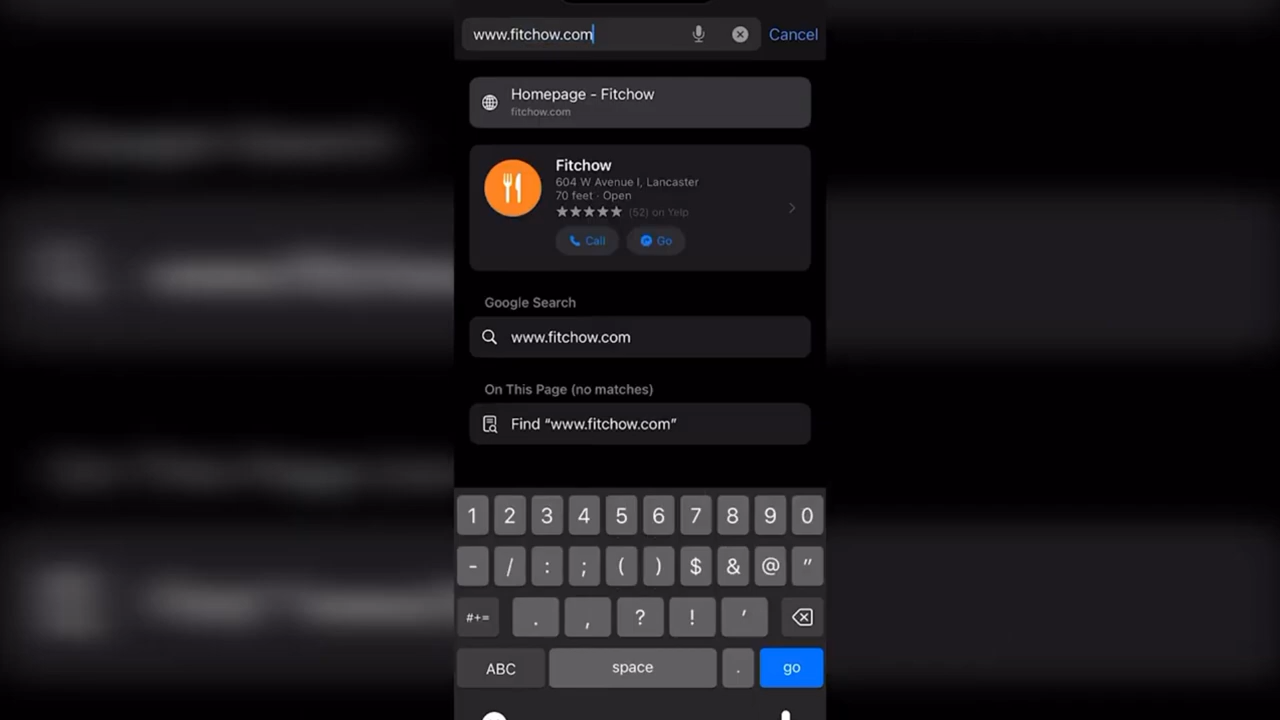 www.fitchow.com
Cancel
Homepage - Fitchow
fitchow.com
Fitchow
604 W Avenue I, Lancaster
70 feet · Open
★★★★★ (52) on Yelp
Call
Go
Google Search
www.fitchow.com
On This Page (no matches)
Find “www.fitchow.com”
1 2 3 4 5 6 7 8 9 0
- / : ; ( ) $ & @ "
#+= . , ? ! '
ABC space . go